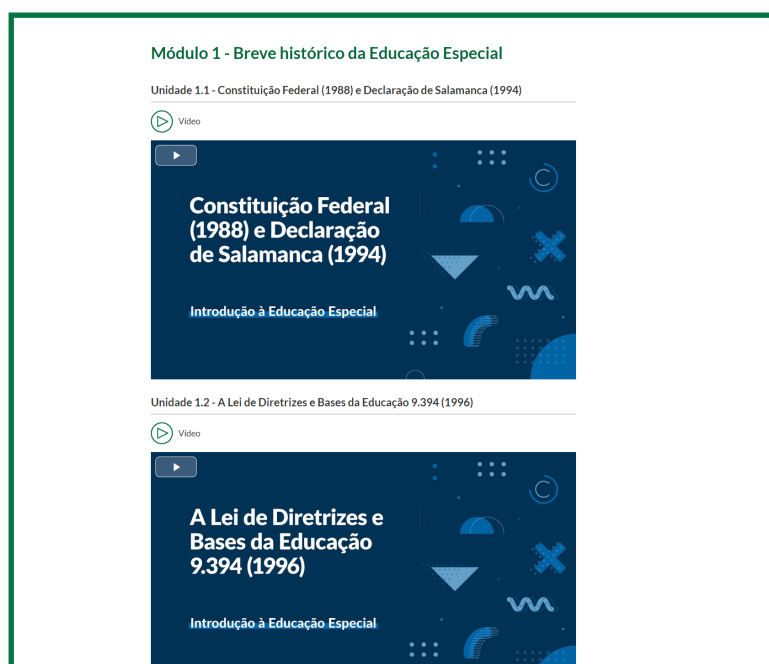 Módulo 1 - Breve histórico da Educação Especial
Unidade 1.1 - Constituição Federal (1988) e Declaração de Salamanca (1994)
Vídeo
Constituição Federal
(1988) e Declaração
de Salamanca (1994)
Introdução à Educação Especial
Unidade 1.2 - A Lei de Diretrizes e Bases da Educação 9.394 (1996)
Vídeo
A Lei de Diretrizes e
Bases da Educação
9.394 (1996)
Introdução à Educação Especial